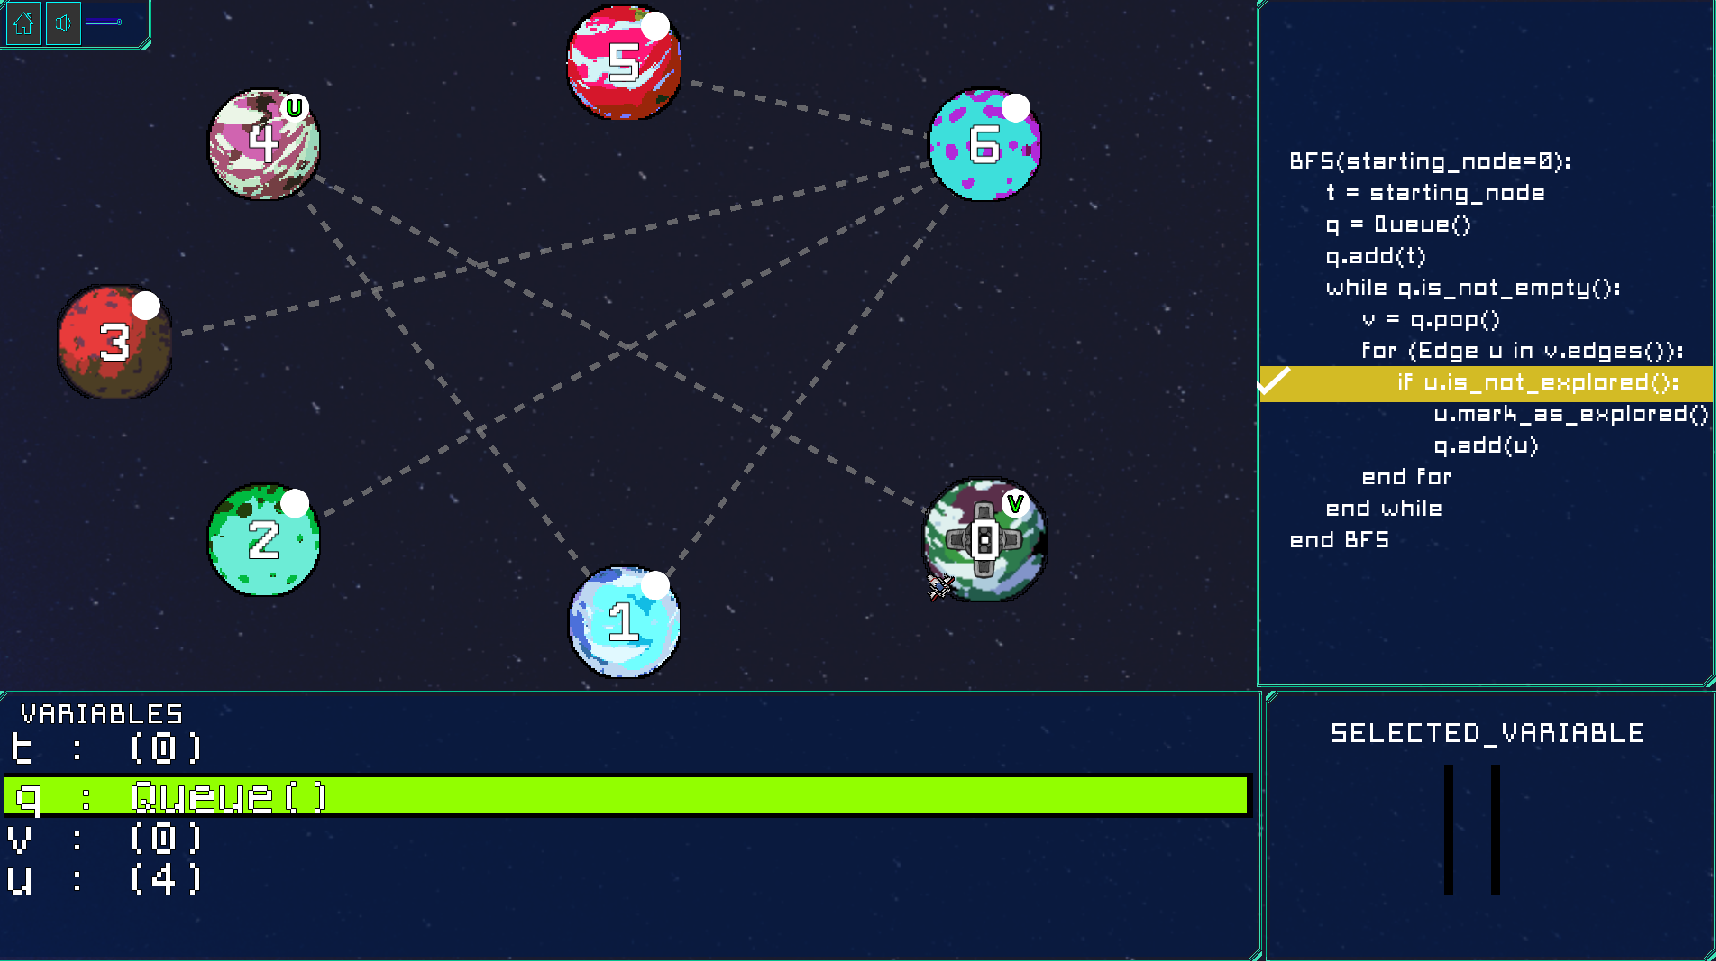 5
U
4
6
3
2
V
0
1
BFS(starting_node=0):
t = starting_node
q = Queue()
q.add(t)
while q.is_not_empty():
v = q.pop()
for (Edge u in v.edges()):
if u.is_not_explored():
u.mark_as_explored()
q.add(u)
end for
end while
end BFS
VARIABLES
t : (0)
q : Queue()
v : (0)
u : (4)
SELECTED_VARIABLE